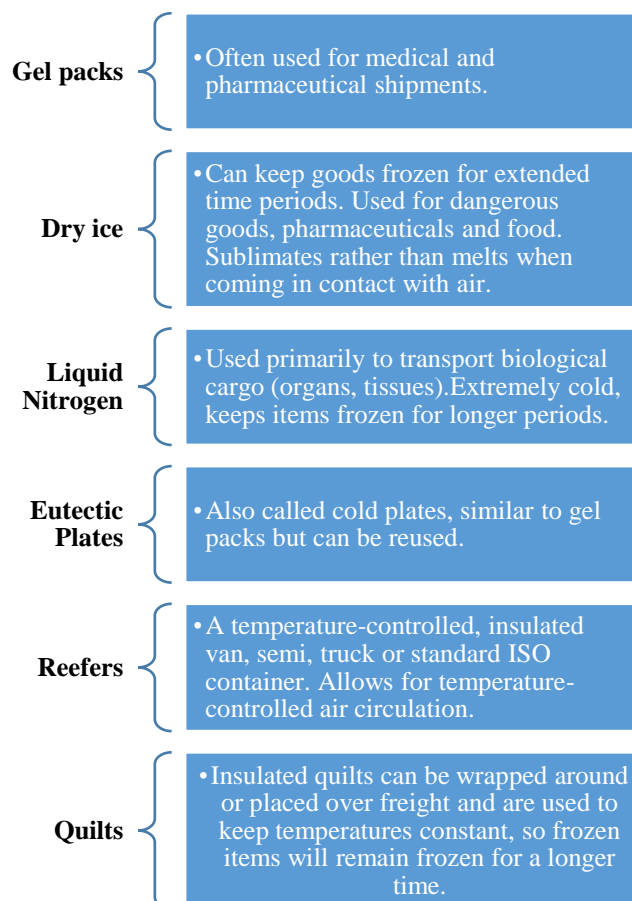 Gel packs
•Often used for medical and
pharmaceutical shipments.
Dry ice
•Can keep goods frozen for extended
time periods. Used for dangerous
goods, pharmaceuticals and food.
Sublimates rather than melts when
coming in contact with air.
Liquid
Nitrogen
•Used primarily to transport biological
cargo (organs, tissues).Extremely cold,
keeps items frozen for longer periods.
Eutectic
Plates
•Also called cold plates, similar to gel
packs but can be reused.
Reefers
•A temperature-controlled, insulated
van, semi, truck or standard ISO
container. Allows for temperature-
controlled air circulation.
Quilts
•Insulated quilts can be wrapped around
or placed over freight and are used to
keep temperatures constant, so frozen
items will remain frozen for a longer
time.